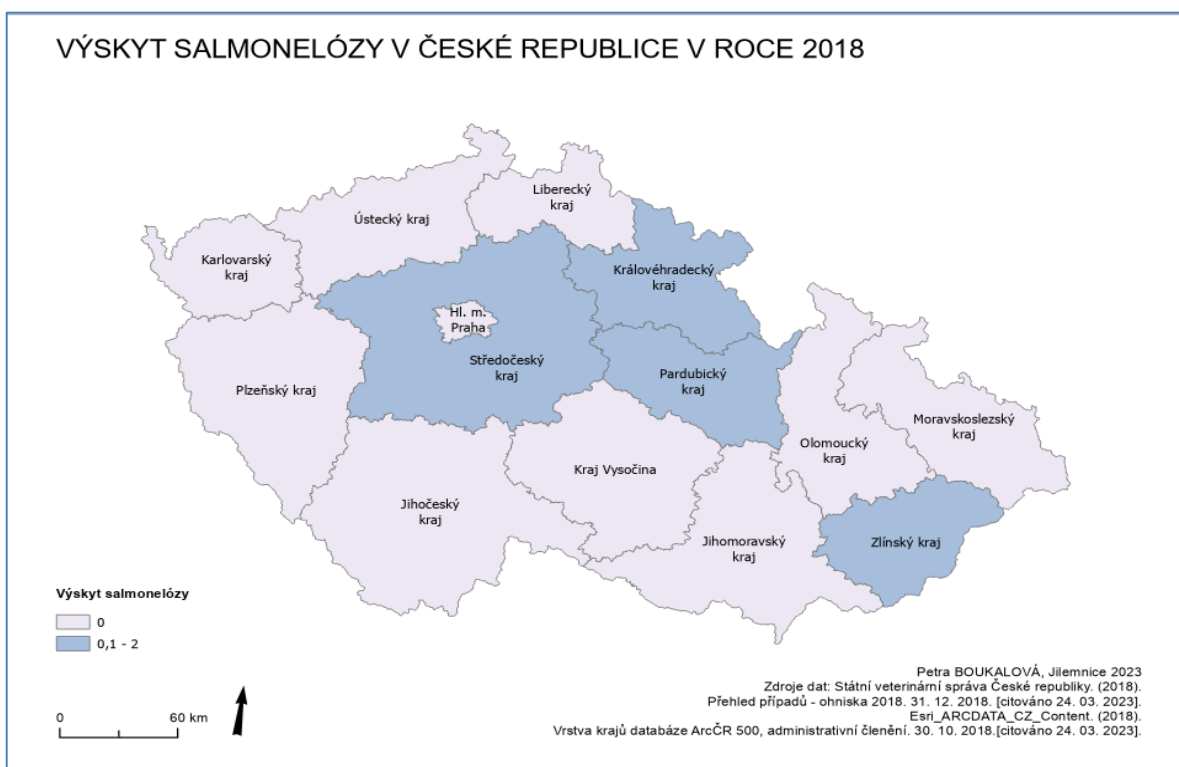 VÝSKYT SALMONELÓZY V ČESKÉ REPUBLICE V ROCE 2018
Liberecký
kraj
Ústecký kraj
Karlovarský
kraj
Královéhradecký
kraj
Hl. m.
Praha
Středočeský
kraj
Pardubický
kraj
Plzeňský kraj
Moravskoslezský
kraj
Olomoucký
kraj
Kraj Vysočina
Jihočeský
kraj
Jihomoravský
kraj
Zlínský kraj
Výskyt salmonelózy
0
0,1 - 2
0 60 km
Petra BOUKALOVÁ, Jilemnice 2023
Zdroje dat: Státní veterinární správa České republiky. (2018).
Přehled případů - ohniska 2018. 31. 12. 2018. [citováno 24. 03. 2023].
Esri_ARCDATA_CZ_Content. (2018).
Vrstva krajů databáze ArcČR 500, administrativní členění. 30. 10. 2018.[citováno 24. 03. 2023].